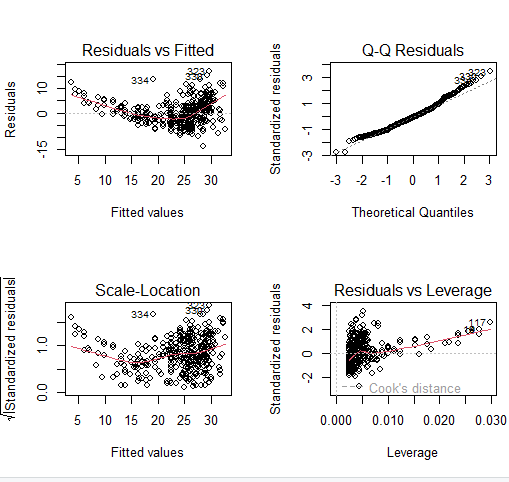 Residuals vs Fitted
Residuals
-15
0
10
323
334
5 10 15 20 25 30
Fitted values
Q-Q Residuals
Standardized residuals
-3
-1
1
3
323
-3 -2 -1 0 1 2 3
Theoretical Quantiles
Scale-Location
√|Standardized residuals|
0.0
1.0
323
334
5 10 15 20 25 30
Fitted values
Residuals vs Leverage
Standardized residuals
-2
0
2
4
117
Cook's distance
0.000 0.010 0.020 0.030
Leverage